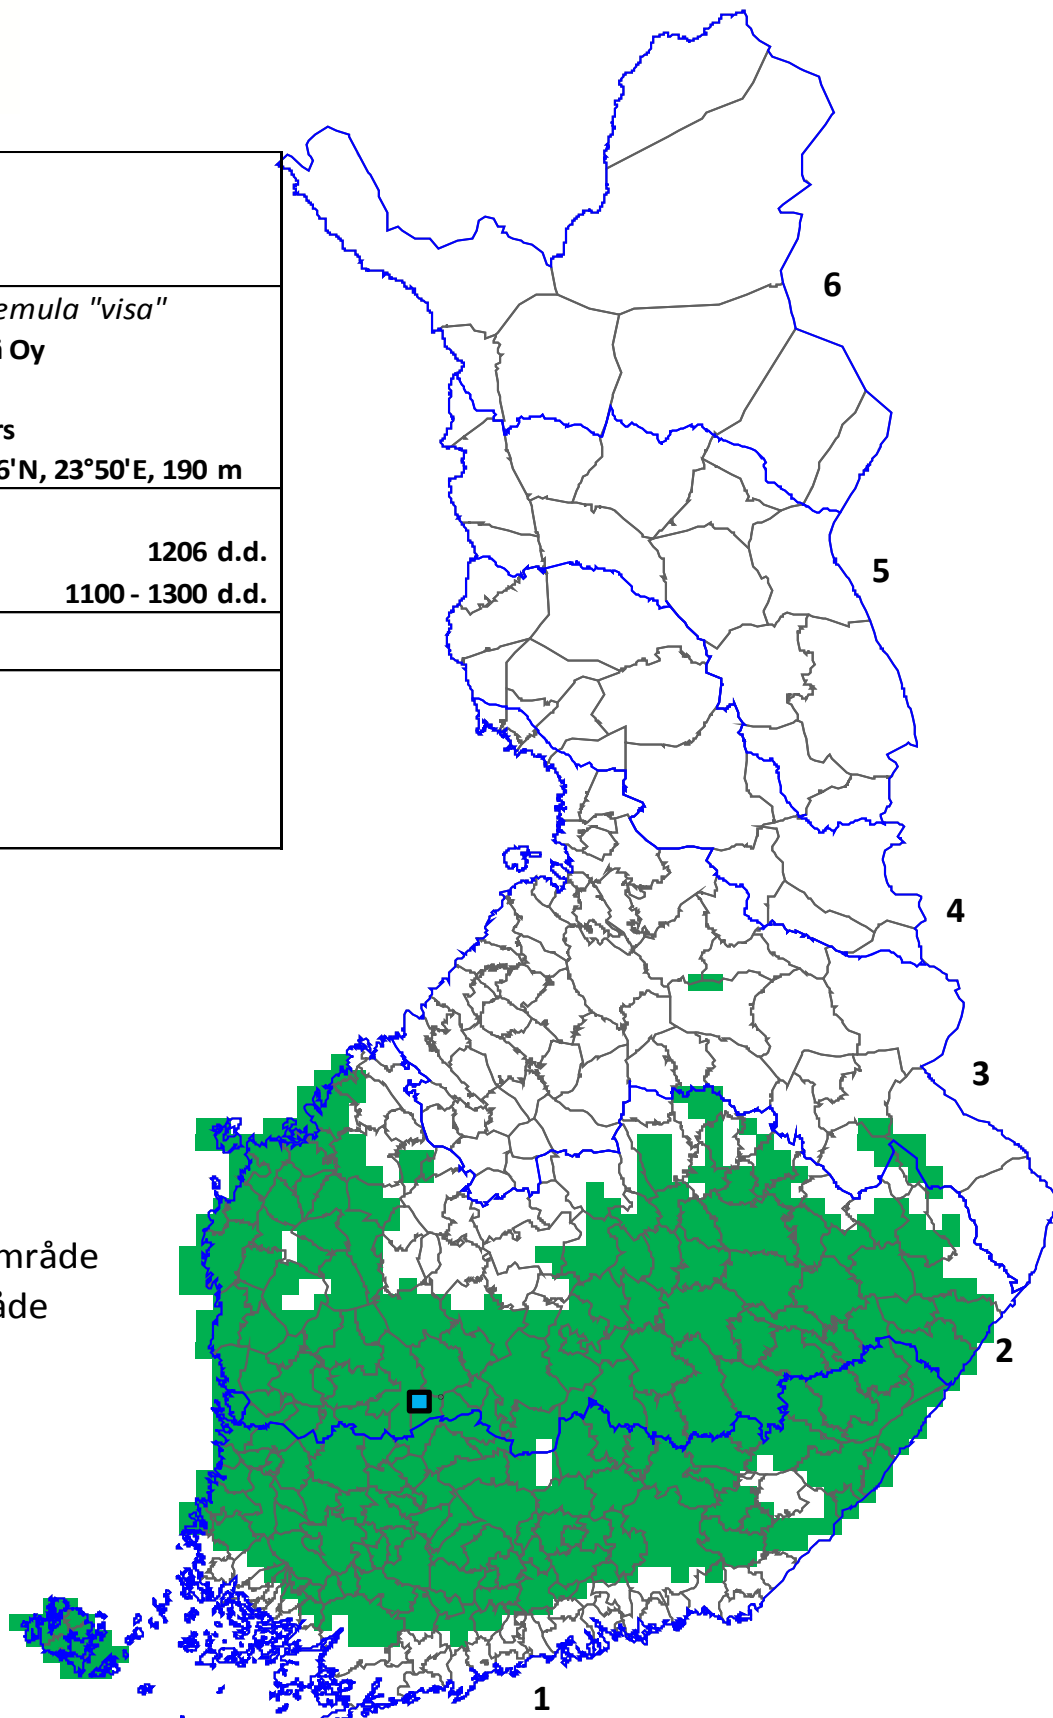 emula "visa"
i Oy
rs
6'N, 23°50'E, 190 m
1206 d.d.
1100 - 1300 d.d.
6
5
4
3
område
åde
2
1